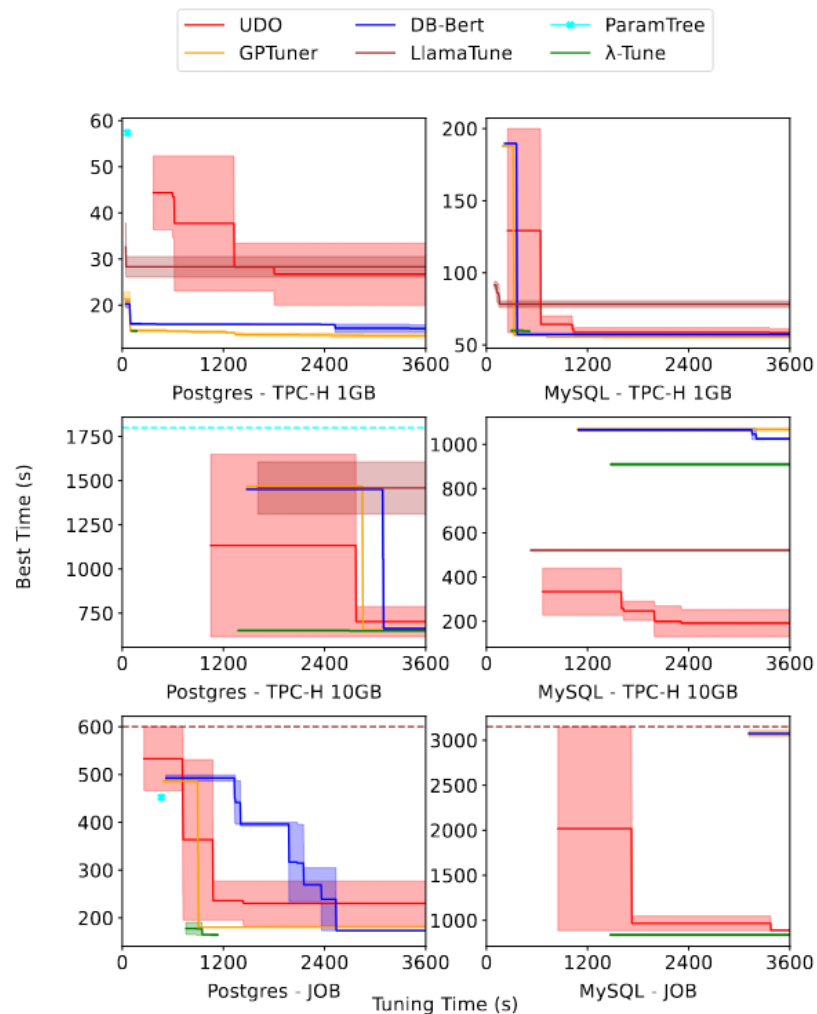 UDO DB-Bert ParamTree
GPTuner LlamaTune λ-Tune
60
50
40
30
20
0 1200 2400 3600
Postgres - TPC-H 1GB
200
150
100
50
0 1200 2400 3600
MySQL - TPC-H 1GB
Best Time (s)
1750
1500
1250
1000
750
0 1200 2400 3600
Postgres - TPC-H 10GB
1000
800
600
400
200
0 1200 2400 3600
MySQL - TPC-H 10GB
600
500
400
300
200
0 1200 2400 3600
Postgres - JOB
3000
2500
2000
1500
1000
0 1200 2400 3600
MySQL - JOB
Tuning Time (s)